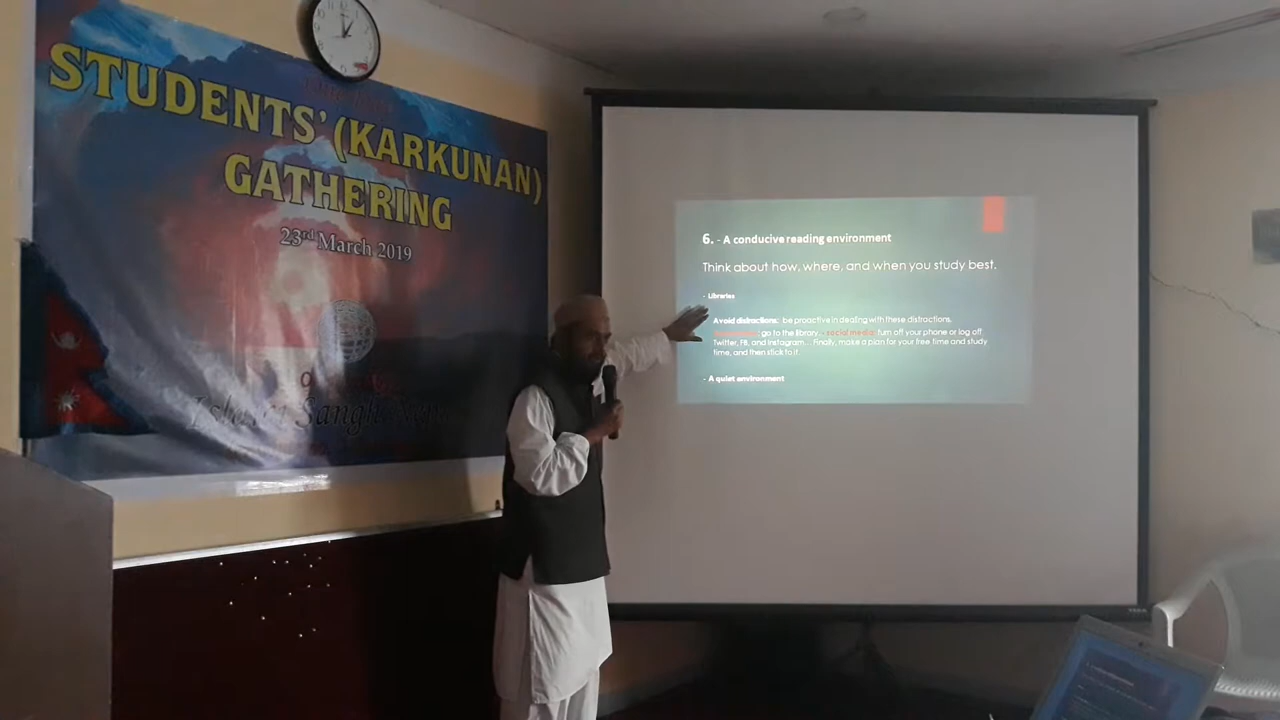 STUDENTS' (KARKUNAN)
GATHERING
23rd March 2019
6. - A conducive reading environment
Think about how, where, and when you study best.
- Libraries
Avoid distractions: be proactive in dealing with these distractions.
: go to the library - social media: turn off your phone or log off
Twitter, FB, and Instagram... Finally, make a plan for your free time and study
time, and then stick to it.
- A quiet environment